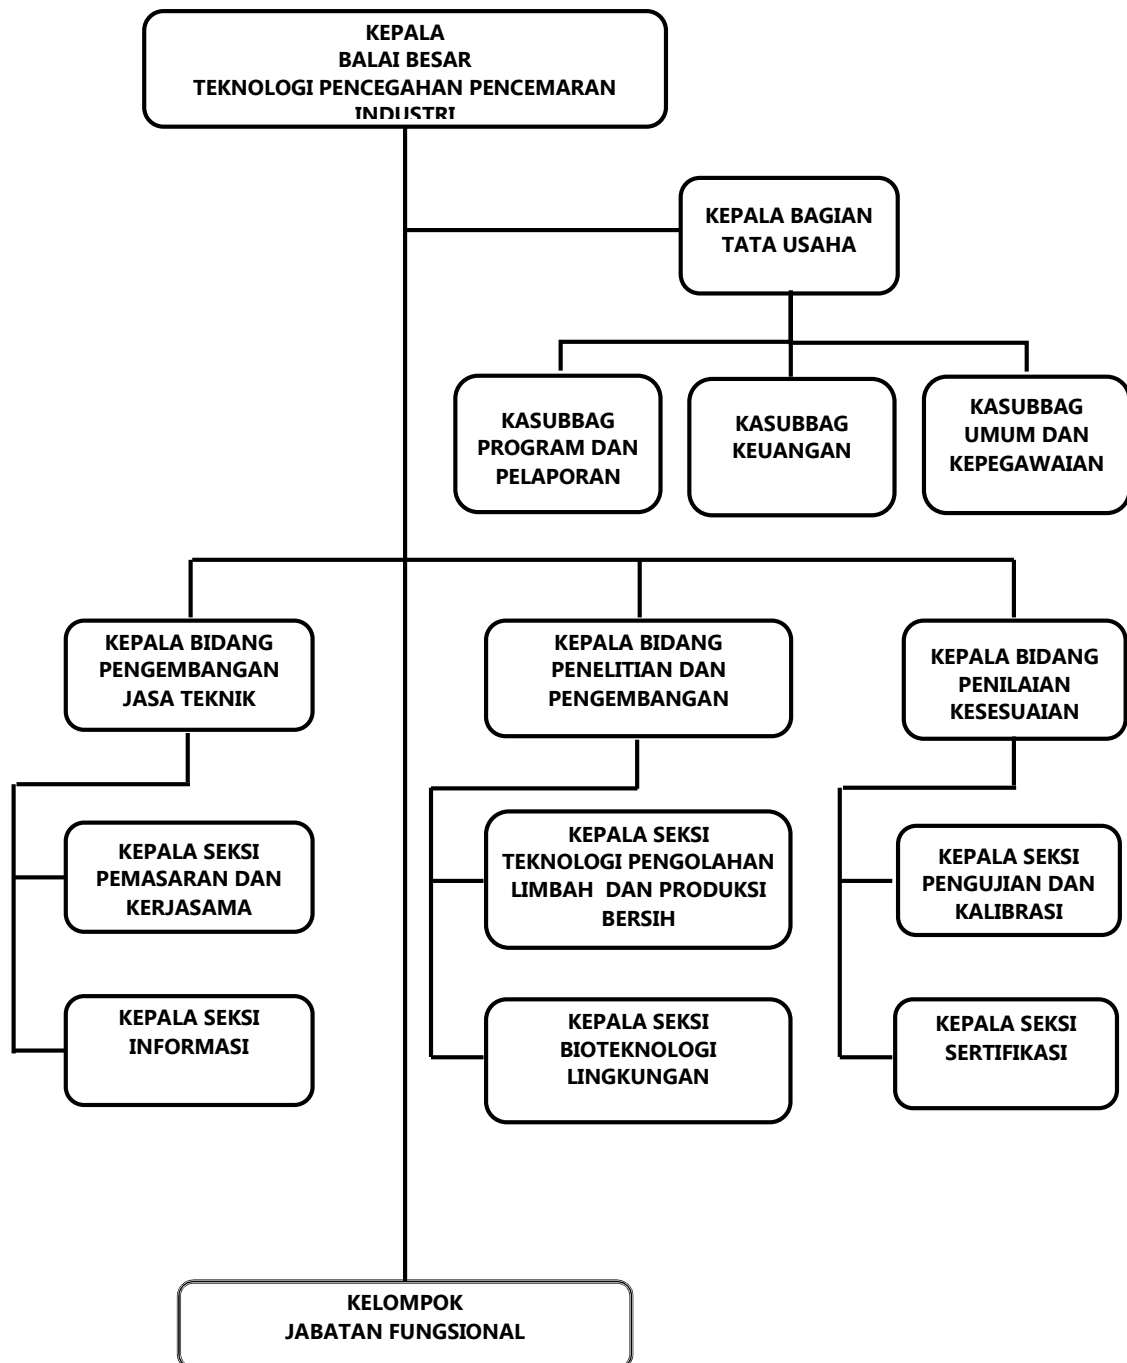 KEPALA
BALAI BESAR
TEKNOLOGI PENCEGAHAN PENCEMARAN
INDUSTRI
KEPALA BAGIAN
TATA USAHA
KASUBBAG
PROGRAM DAN
PELAPORAN
KASUBBAG
KEUANGAN
KASUBBAG
UMUM DAN
KEPEGAWAIAN
KEPALA BIDANG
PENGEMBANGAN
JASA TEKNIK
KEPALA BIDANG
PENELITIAN DAN
PENGEMBANGAN
KEPALA BIDANG
PENILAIAN
KESESUAIAN
KEPALA SEKSI
PEMASARAN DAN
KERJASAMA
KEPALA SEKSI
TEKNOLOGI PENGOLAHAN
LIMBAH DAN PRODUKSI
BERSIH
KEPALA SEKSI
PENGUJIAN DAN
KALIBRASI
KEPALA SEKSI
INFORMASI
KEPALA SEKSI
BIOTEKNOLOGI
LINGKUNGAN
KEPALA SEKSI
SERTIFIKASI
KELOMPOK
JABATAN FUNGSIONAL